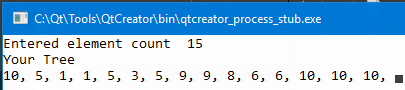 C:\Qt\Tools\QtCreator\bin\qtcreator_process_stub.exe
Entered element count  15
Your Tree
10, 5, 1, 1, 5, 3, 5, 9, 9, 8, 6, 6, 10, 10, 10,